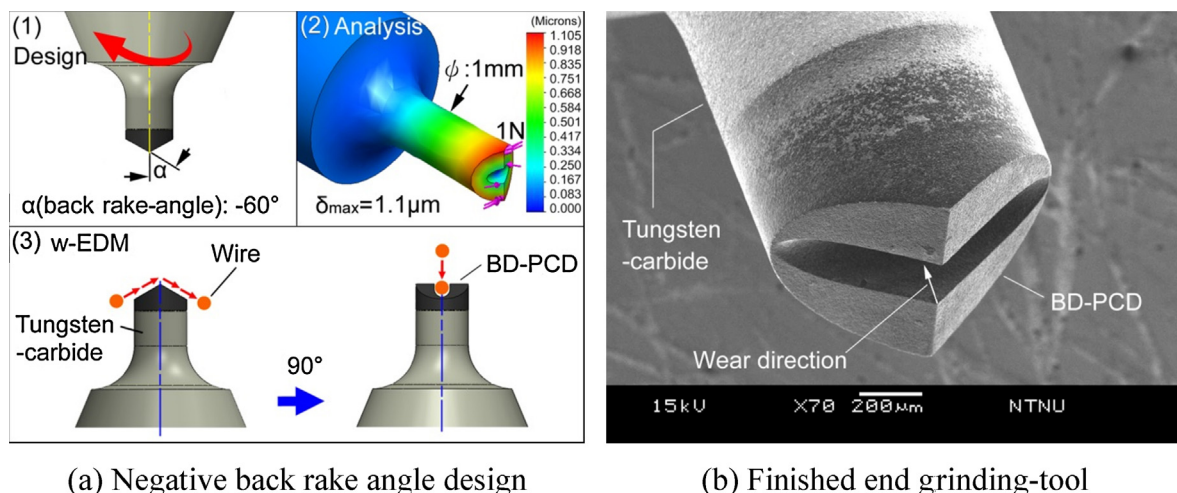 (1)
Design
α
α(back rake-angle): -60°
(2) Analysis
(Microns)
1.105
0.918
0.835
0.751
0.668
0.584
0.501
0.417
0.334
0.250
0.167
0.083
0.000
ϕ:1mm
1N
δmax=1.1μm
(3) w-EDM
Wire
Tungsten
-carbide
90°
BD-PCD
Tungsten
-carbide
BD-PCD
Wear direction
15kV X70 200μm NTNU
(a) Negative back rake angle design
(b) Finished end grinding-tool